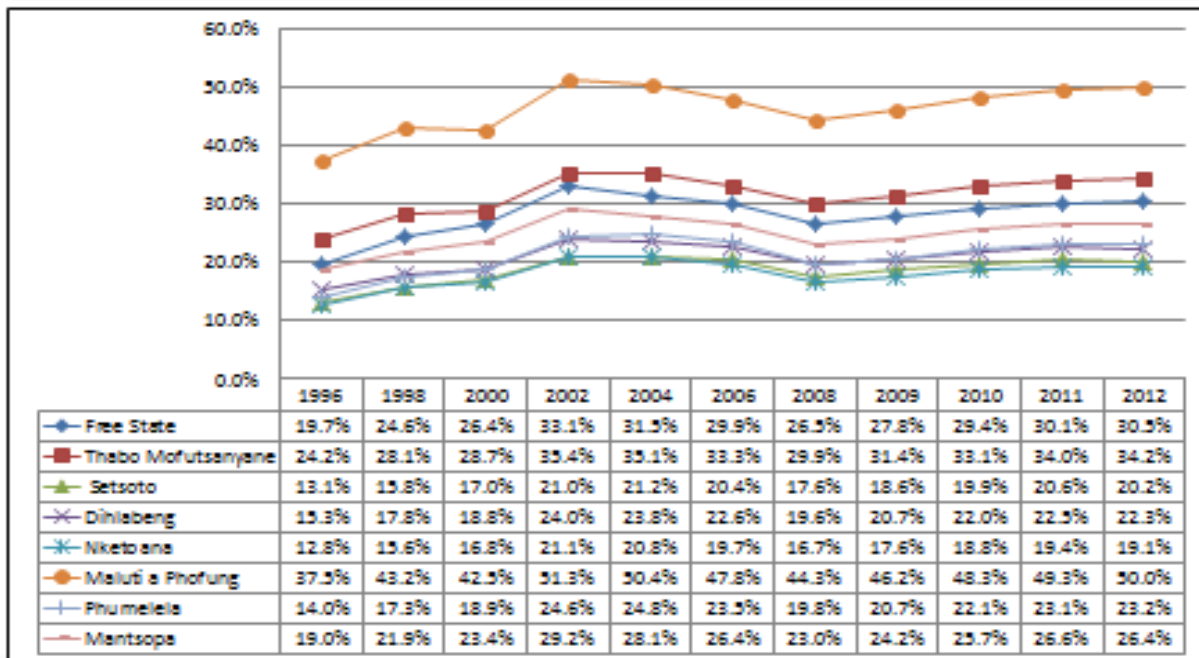 60.0%
50.0%
40.0%
30.0%
20.0%
10.0%
0.0%
1996 1998 2000 2002 2004 2006 2008 2009 2010 2011 2012
Free State 19.7% 24.6% 26.4% 33.1% 31.5% 29.9% 26.5% 27.8% 29.4% 30.1% 30.5%
Thabo Mofutsanyane 24.2% 28.1% 28.7% 35.4% 35.1% 33.3% 29.9% 31.4% 33.1% 34.0% 34.2%
Setsoto 13.1% 15.8% 17.0% 21.0% 21.2% 20.4% 17.6% 18.6% 19.9% 20.6% 20.2%
Dihlabeng 15.3% 17.8% 18.8% 24.0% 23.8% 22.6% 19.6% 20.7% 22.0% 22.5% 22.3%
Nketoana 12.8% 15.6% 16.8% 21.1% 20.8% 19.7% 16.7% 17.6% 18.8% 19.4% 19.1%
Maluti a Phofung 37.5% 43.2% 42.5% 51.3% 50.4% 47.8% 44.3% 46.2% 48.3% 49.3% 50.0%
Phumelela 14.0% 17.3% 18.9% 24.6% 24.8% 23.5% 19.8% 20.7% 22.1% 23.1% 23.2%
Mantsopa 19.0% 21.9% 23.4% 29.2% 28.1% 26.4% 23.0% 24.2% 25.7% 26.6% 26.4%